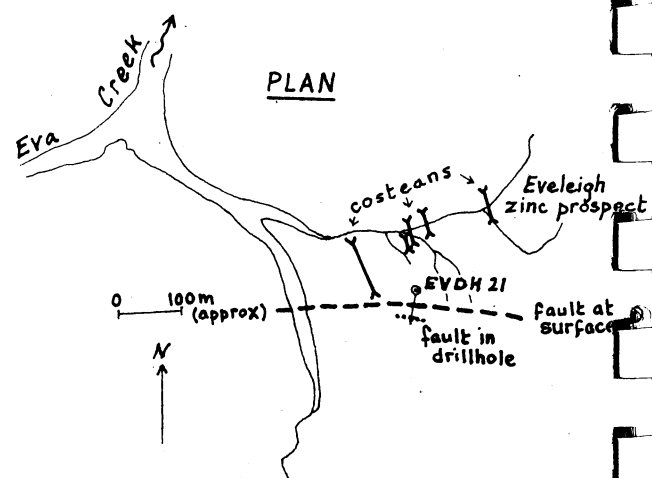 PLAN
Eva Creek
costeans
Eveleigh
zinc prospect
EVDH 21
0 100m
(approx)
fault at
surface
fault in
drillhole
N